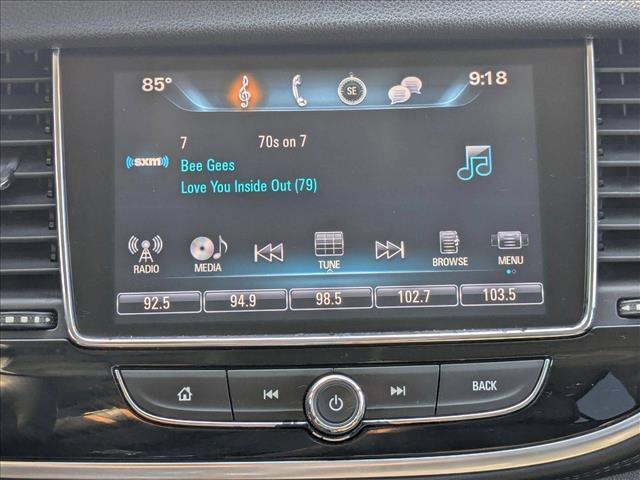 85° SE 9:18
7 70s on 7
((sxm))
Bee Gees
Love You Inside Out (79)
RADIO MEDIA TUNE BROWSE MENU
92.5 94.9 98.5 102.7 103.5
BACK